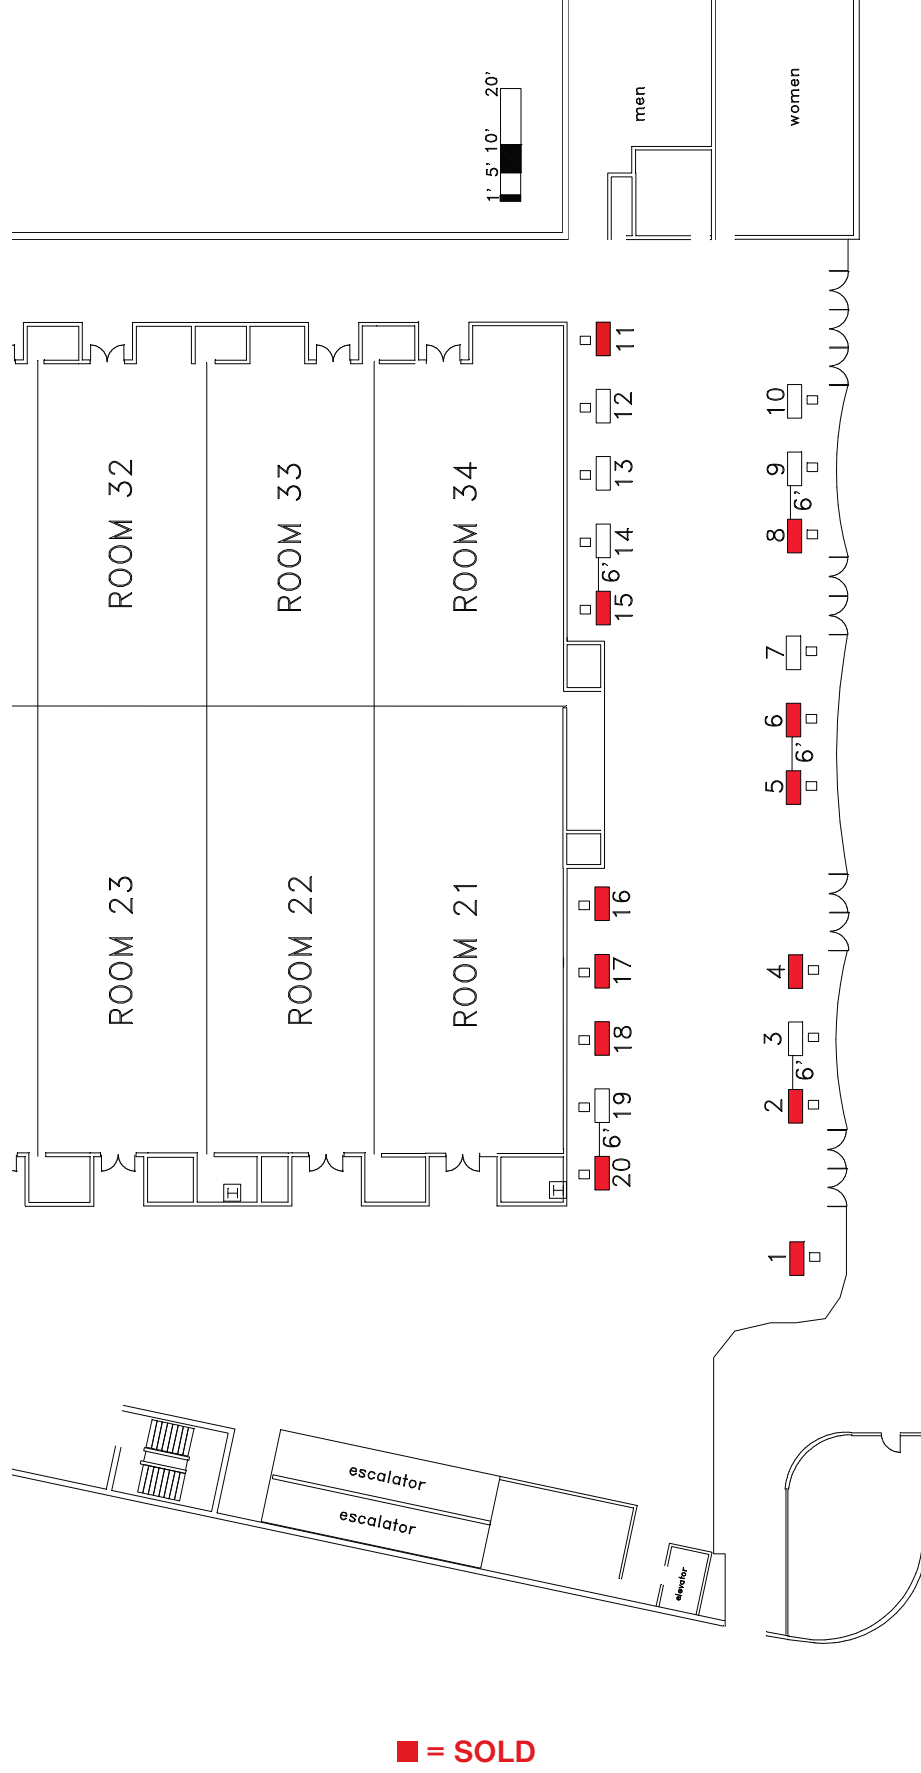 1' 5' 10' 20'
men
women
11
12
10
13
9
6'
14
8
6'
15
ROOM 32
ROOM 33
ROOM 34
7
6
6'
5
ROOM 23
ROOM 22
ROOM 21
16
17
4
18
3
6'
19
2
6'
20
H
H
1
escalator
escalator
elevator
= SOLD